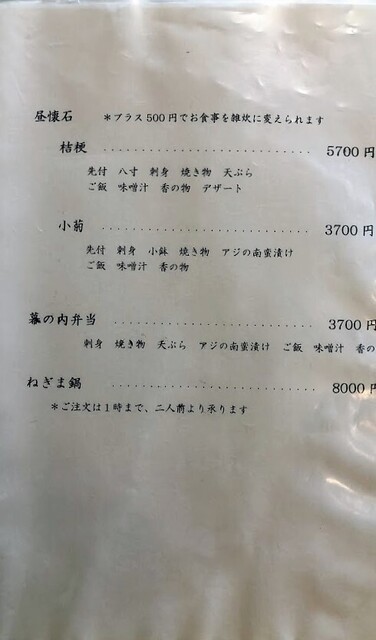 昼懐石 ＊プラス500円でお食事を雑炊に変えられます
桔梗 ............................ 5700円
先付 八寸 刺身 焼き物 天ぷら
ご飯 味噌汁 香の物 デザート
小菊 ............................ 3700円
先付 刺身 小鉢 焼き物 アジの南蛮漬け
ご飯 味噌汁 香の物
幕の内弁当 ............................ 3700円
刺身 焼き物 天ぷら アジの南蛮漬け ご飯 味噌汁 香の
ねぎま鍋 ............................ 8000円
＊ご注文は1時まで、二人前より承ります